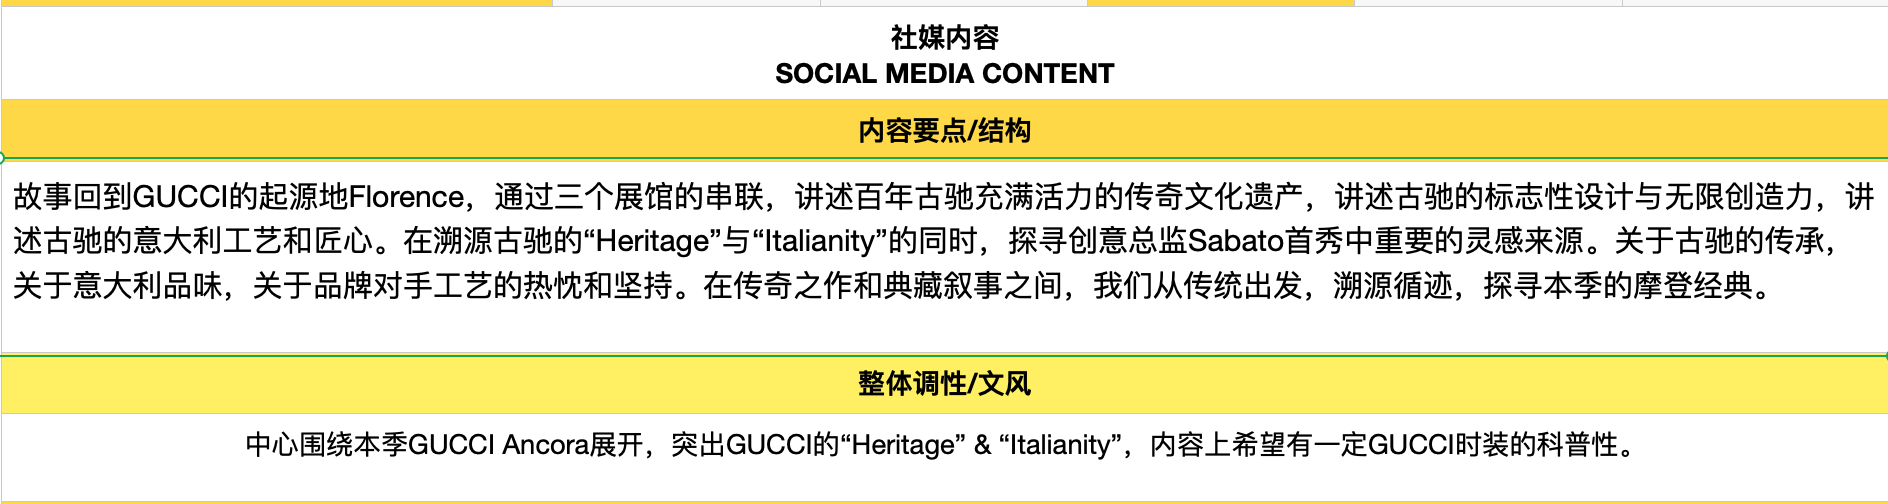 社媒内容
SOCIAL MEDIA CONTENT
内容要点/结构
故事回到GUCCI的起源地Florence，通过三个展馆的串联，讲述百年古驰充满活力的传奇文化遗产，讲述古驰的标志性设计与无限创造力，讲
述古驰的意大利工艺和匠心。在溯源古驰的“Heritage”与“Italianity”的同时，探寻创意总监Sabato首秀中重要的灵感来源。关于古驰的传承，
关于意大利品味，关于品牌对手工艺的热忱和坚持。在传奇之作和典藏叙事之间，我们从传统出发，溯源循迹，探寻本季的摩登经典。
整体调性/文风
中心围绕本季GUCCI Ancora展开，突出GUCCI的“Heritage” & “Italianity”，内容上希望有一定GUCCI时装的科普性。